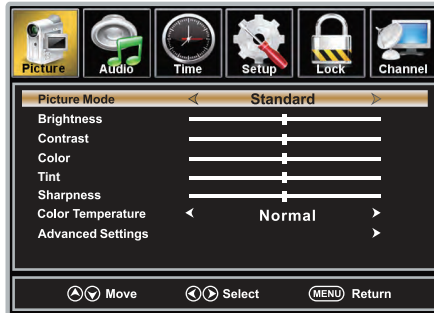 Picture Audio Time Setup Lock Channel
Picture Mode Standard
Brightness
Contrast
Color
Tint
Sharpness
Color Temperature Normal
Advanced Settings
Move Select MENU Return